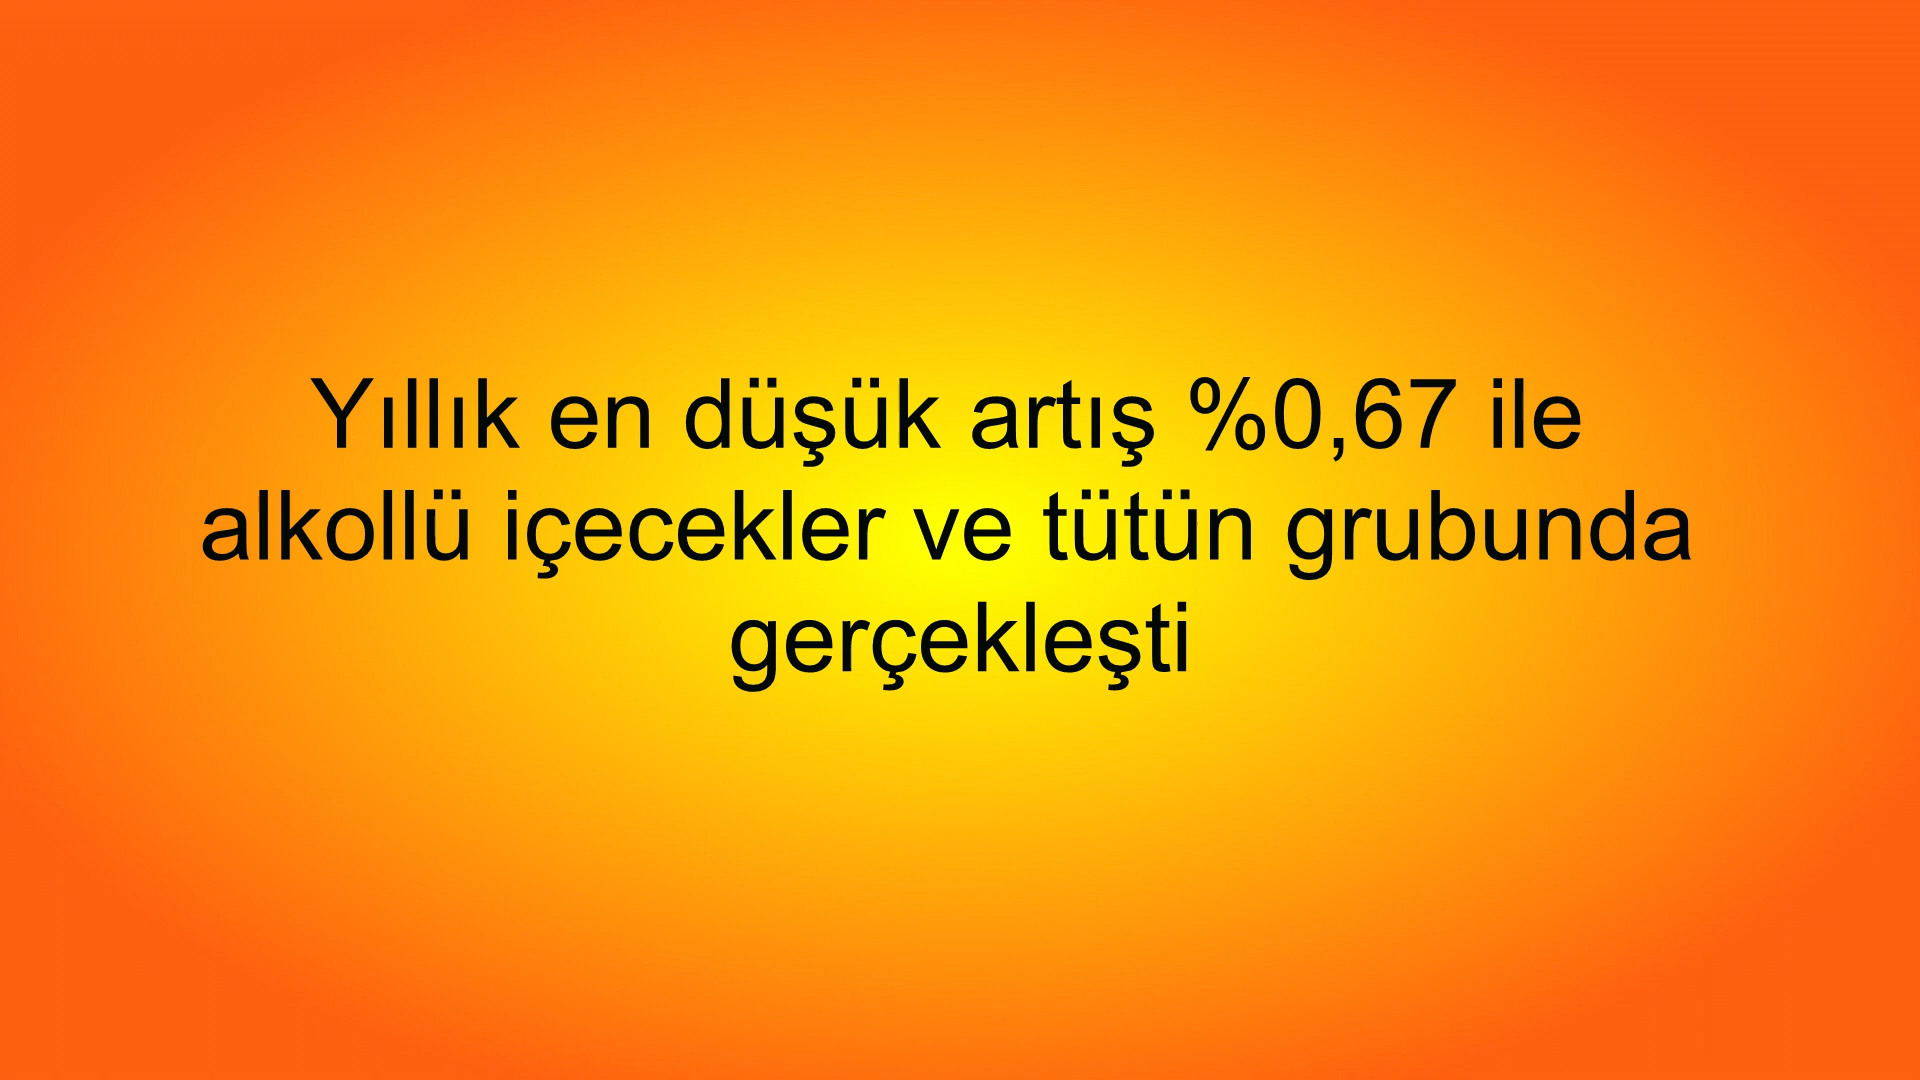 Yıllık en düşük artış %0,67 ile
alkollü içecekler ve tütün grubunda
gerçekleşti